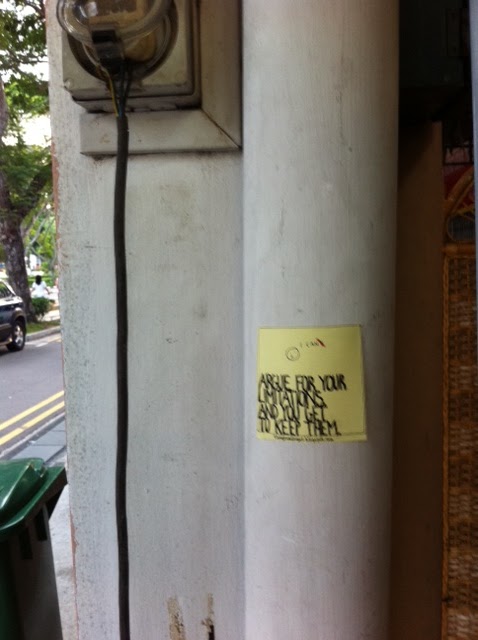 ARGUE FOR YOUR
LIMITATIONS,
AND YOU GET
TO KEEP THEM.